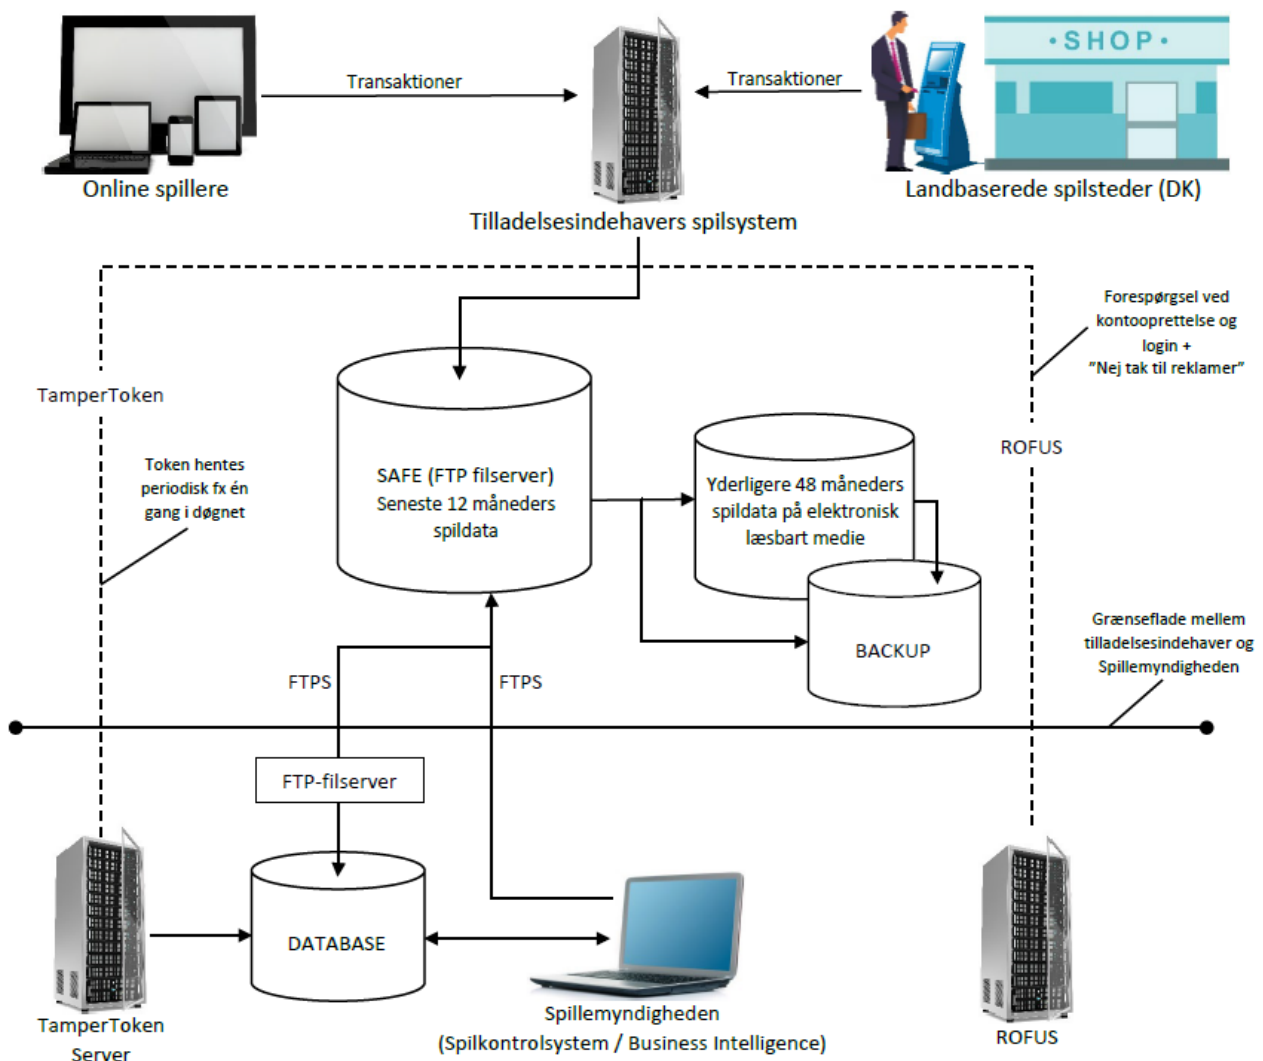 · SHOP ·
Transaktioner
Transaktioner
Online spillere
Landbaserede spilsteder (DK)
Tilladelsesindehavers spilsystem
Forespørgsel ved
kontooprettelse og
login +
”Nej tak til reklamer”
TamperToken
ROFUS
Token hentes
periodisk fx én
gang i døgnet
SAFE (FTP filserver)
Seneste 12 måneders
spildata
Yderligere 48 måneders
spildata på elektronisk
læsbart medie
BACKUP
Grænseflade mellem
tilladelsesindehaver og
Spillemyndigheden
FTPS
FTPS
FTP-filserver
DATABASE
TamperToken
Server
Spillemyndigheden
(Spilkontrolsystem / Business Intelligence)
ROFUS